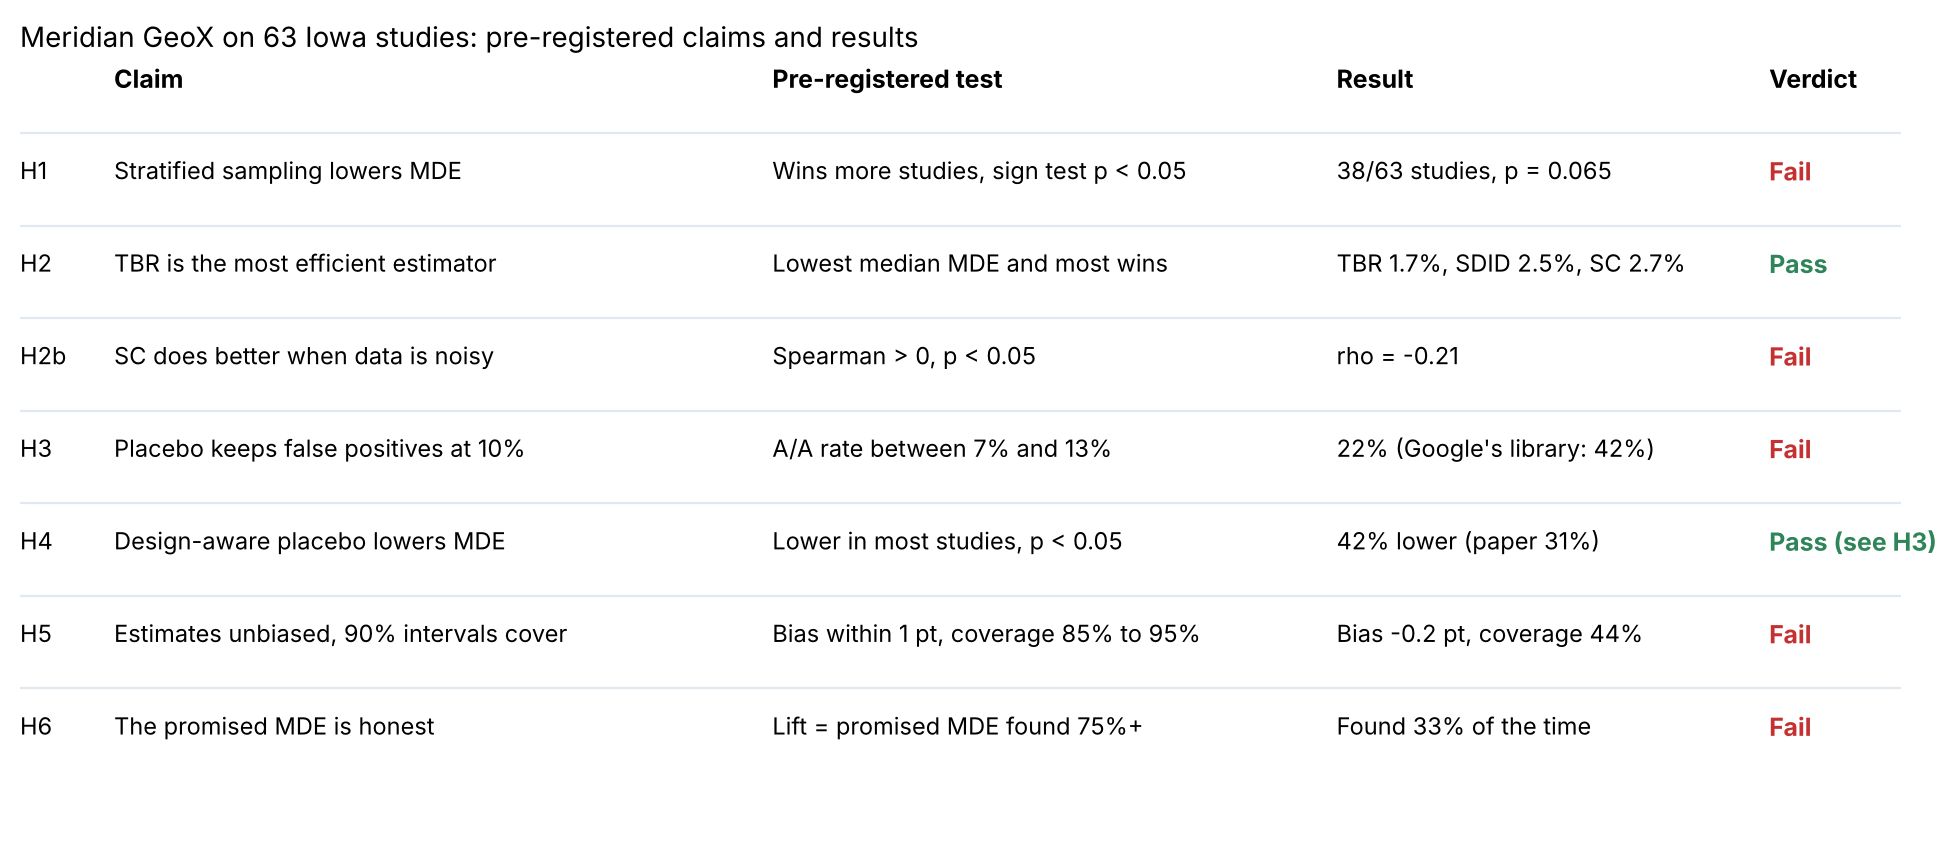 Meridian GeoX on 63 Iowa studies: pre-registered claims and results
Claim Pre-registered test Result Verdict
H1 Stratified sampling lowers MDE Wins more studies, sign test p < 0.05 38/63 studies, p = 0.065 Fail
H2 TBR is the most efficient estimator Lowest median MDE and most wins TBR 1.7%, SDID 2.5%, SC 2.7% Pass
H2b SC does better when data is noisy Spearman > 0, p < 0.05 rho = -0.21 Fail
H3 Placebo keeps false positives at 10% A/A rate between 7% and 13% 22% (Google's library: 42%) Fail
H4 Design-aware placebo lowers MDE Lower in most studies, p < 0.05 42% lower (paper 31%) Pass (see H3)
H5 Estimates unbiased, 90% intervals cover Bias within 1 pt, coverage 85% to 95% Bias -0.2 pt, coverage 44% Fail
H6 The promised MDE is honest Lift = promised MDE found 75%+ Found 33% of the time Fail